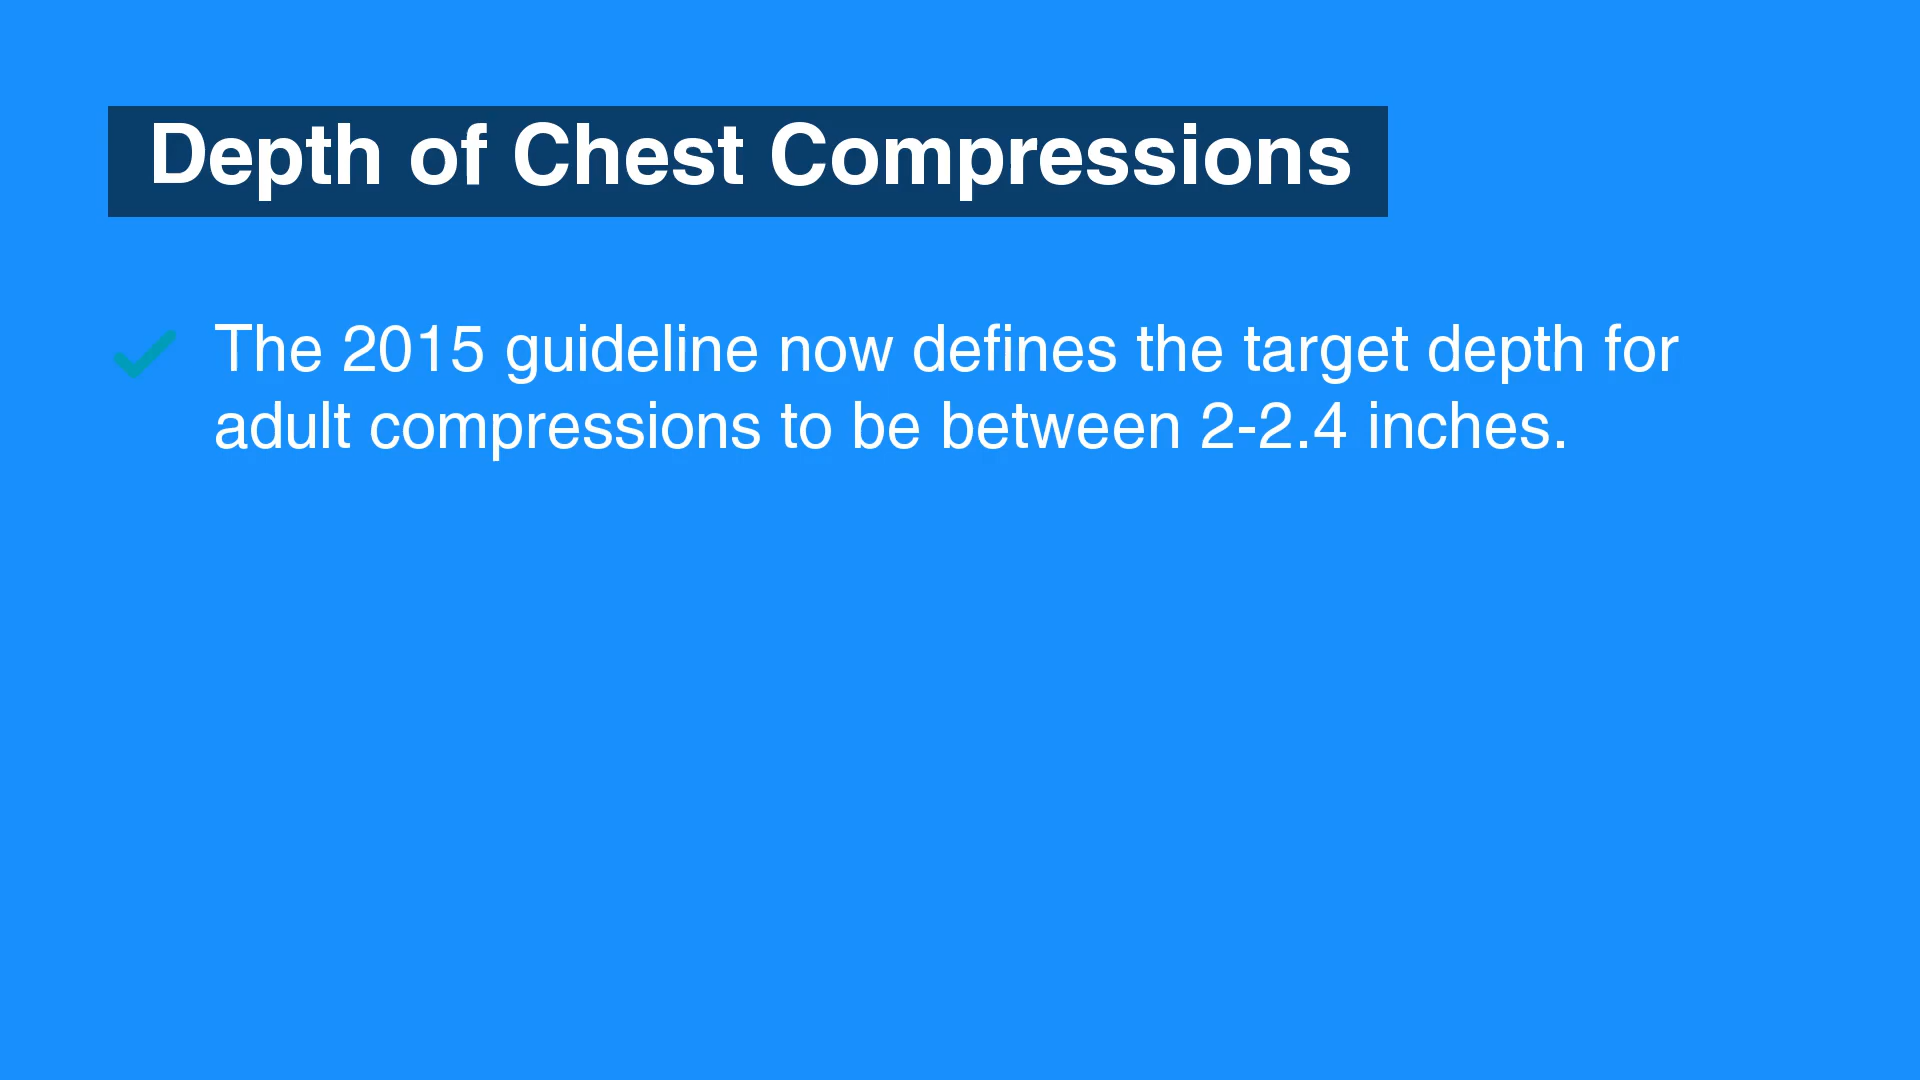 Depth of Chest Compressions
The 2015 guideline now defines the target depth for
adult compressions to be between 2-2.4 inches.